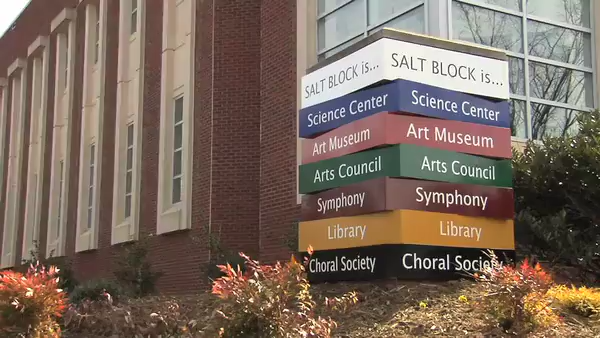 SALT BLOCK is... SALT BLOCK is...
Science Center Science Center
Art Museum Art Museum
Arts Council Arts Council
Symphony Symphony
Library Library
Choral Society Choral Society